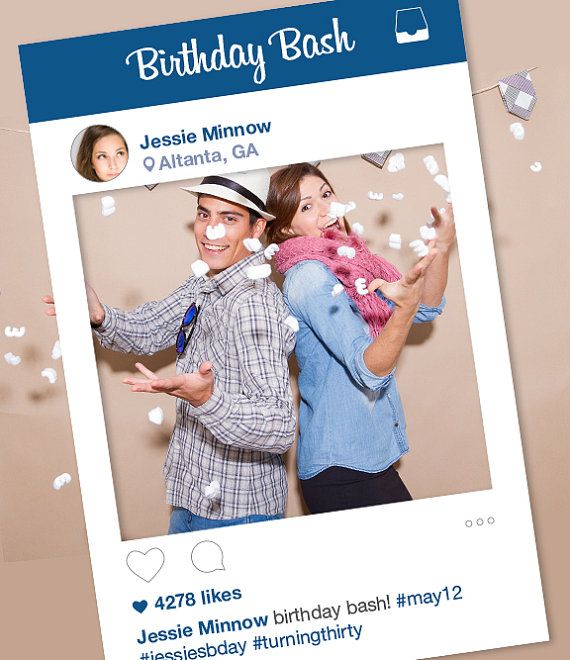 Birthday Bash
Jessie Minnow
Altanta, GA
4278 likes
Jessie Minnow birthday bash! #may12
#jessiesbday #turningthirty